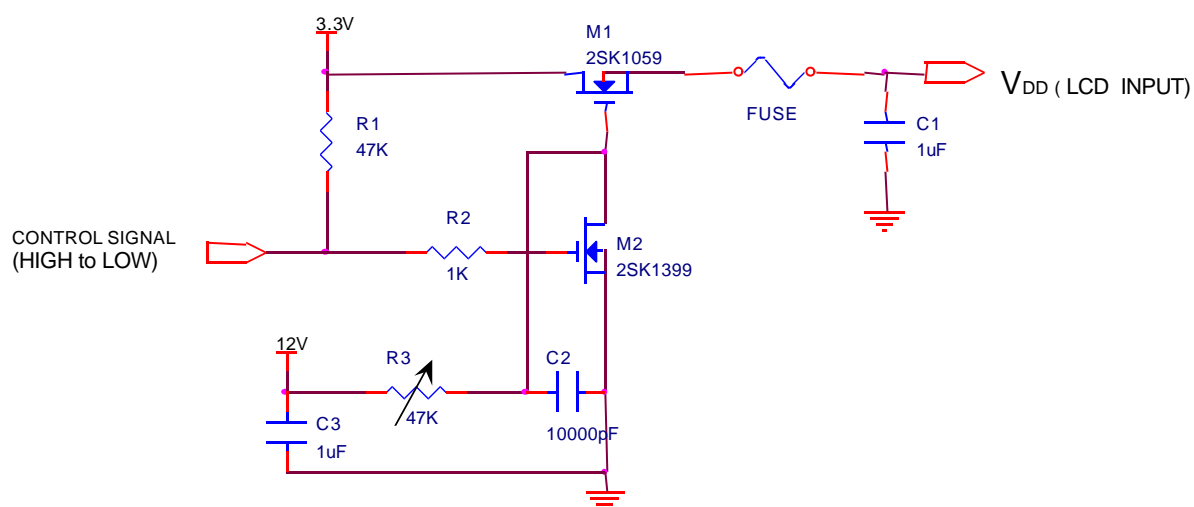 3.3V
M1
2SK1059
FUSE
VDD ( LCD INPUT)
R1
47K
C1
1uF
CONTROL SIGNAL
(HIGH to LOW)
R2
1K
M2
2SK1399
12V
R3
47K
C2
10000pF
C3
1uF